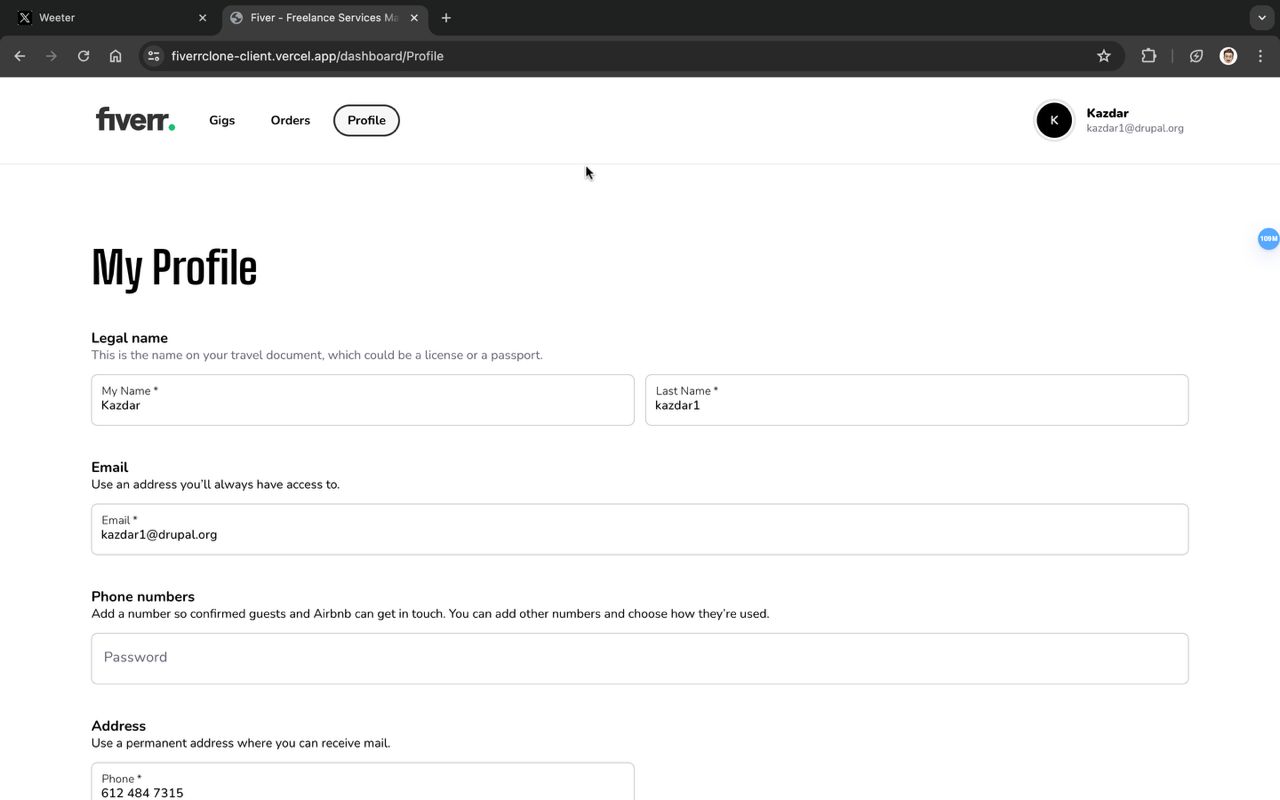 Weeter
Fiver - Freelance Services Ma
fiverrclone-client.vercel.app/dashboard/Profile
fiverr.
Gigs
Orders
Profile
K
Kazdar
kazdar1@drupal.org
109M
My Profile
Legal name
This is the name on your travel document, which could be a license or a passport.
My Name *
Kazdar
Last Name *
kazdar1
Email
Use an address you'll always have access to.
Email *
kazdar1@drupal.org
Phone numbers
Add a number so confirmed guests and Airbnb can get in touch. You can add other numbers and choose how they're used.
Password
Address
Use a permanent address where you can receive mail.
Phone *
612 484 7315